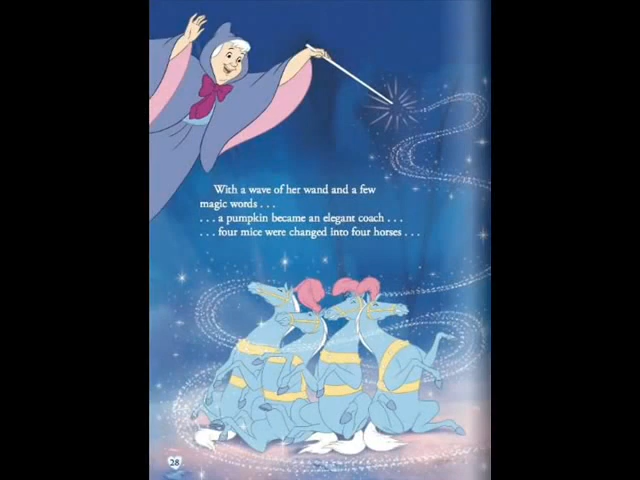 With a wave of her wand and a few
magic words . . .
. . . a pumpkin became an elegant coach . . .
. . . four mice were changed into four horses . . .
28